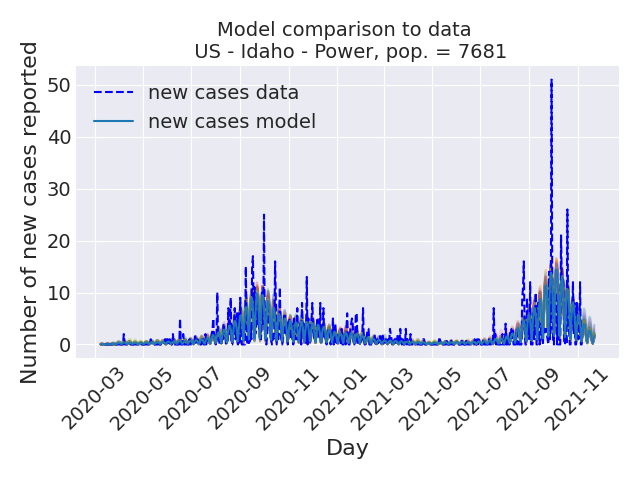 Model comparison to data
US - Idaho - Power, pop. = 7681
Number of new cases reported
50
40
30
20
10
0
new cases data
new cases model
2020-03
2020-05
2020-07
2020-09
2020-11
2021-01
2021-03
2021-05
2021-07
2021-09
2021-11
Day